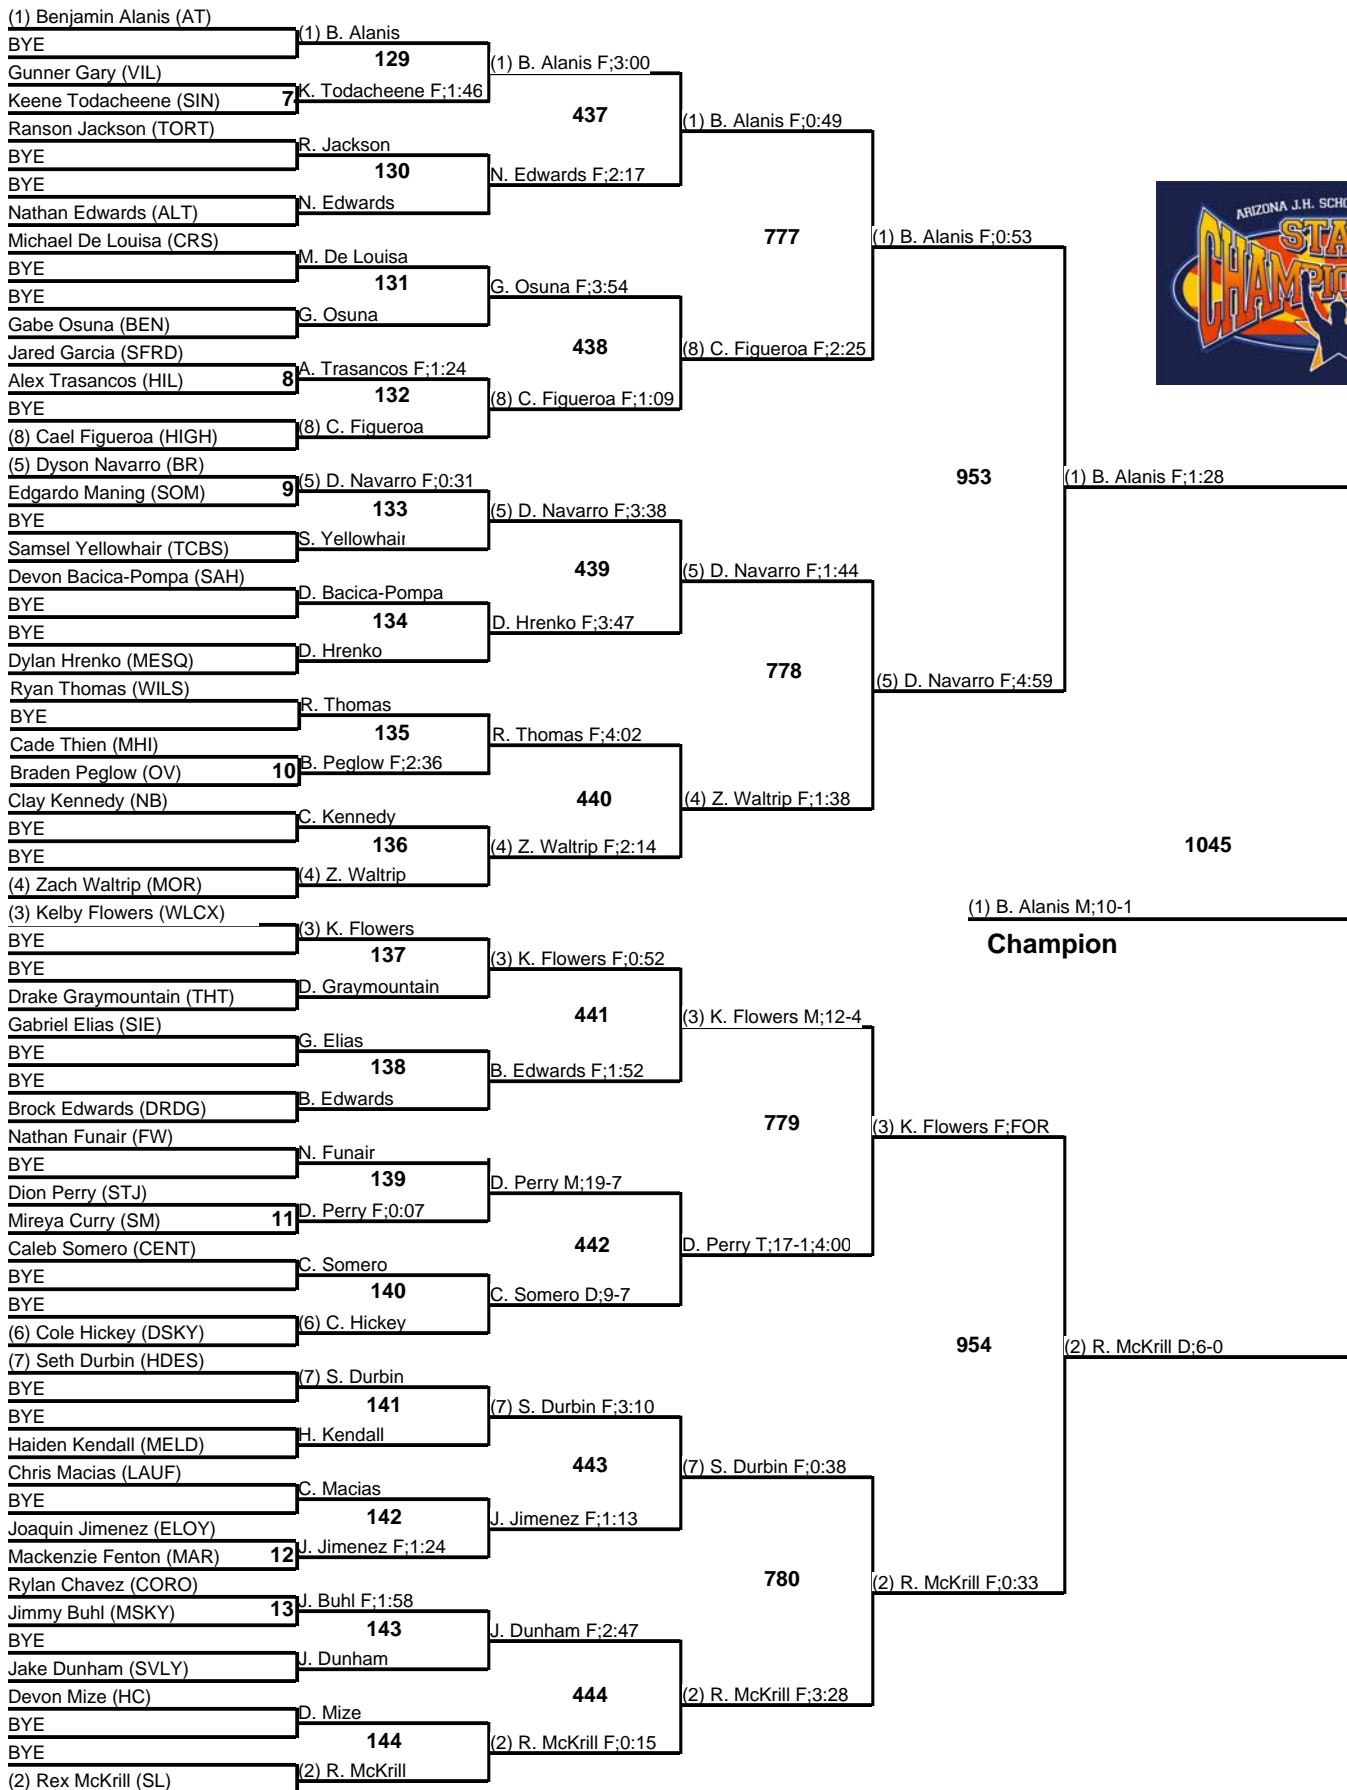 (1) Benjamin Alanis (AT)
BYE
Gunner Gary (VIL)
Keene Todacheene (SIN) 7
Ranson Jackson (TORT)
BYE
BYE
Nathan Edwards (ALT)
Michael De Louisa (CRS)
BYE
BYE
Gabe Osuna (BEN)
Jared Garcia (SFRD)
Alex Trasancos (HIL) 8
BYE
(8) Cael Figueroa (HIGH)
(5) Dyson Navarro (BR)
Edgardo Maning (SOM) 9
BYE
Samsel Yellowhair (TCBS)
Devon Bacica-Pompa (SAH)
BYE
BYE
Dylan Hrenko (MESQ)
Ryan Thomas (WILS)
BYE
Cade Thien (MHI)
Braden Peglow (OV) 10
Clay Kennedy (NB)
BYE
BYE
(4) Zach Waltrip (MOR)
(3) Kelby Flowers (WLCX)
BYE
BYE
Drake Graymountain (THT)
Gabriel Elias (SIE)
BYE
BYE
Brock Edwards (DRDG)
Nathan Funair (FW)
BYE
Dion Perry (STJ)
Mireya Curry (SM) 11
Caleb Somero (CENT)
BYE
BYE
(6) Cole Hickey (DSKY)
(7) Seth Durbin (HDES)
BYE
BYE
Haiden Kendall (MELD)
Chris Macias (LAUF)
BYE
Joaquin Jimenez (ELOY)
Mackenzie Fenton (MAR) 12
Rylan Chavez (CORO)
Jimmy Buhl (MSKY) 13
BYE
Jake Dunham (SVLY)
Devon Mize (HC)
BYE
BYE
(2) Rex McKrill (SL)
(1) B. Alanis
129
K. Todacheene F;1:46
R. Jackson
130
N. Edwards
M. De Louisa
131
G. Osuna
A. Trasancos F;1:24
132
(8) C. Figueroa
(5) D. Navarro F;0:31
133
S. Yellowhair
D. Bacica-Pompa
134
D. Hrenko
R. Thomas
135
B. Peglow F;2:36
C. Kennedy
136
(4) Z. Waltrip
(3) K. Flowers
137
D. Graymountain
G. Elias
138
B. Edwards
N. Funair
139
D. Perry F;0:07
C. Somero
140
(6) C. Hickey
(7) S. Durbin
141
H. Kendall
C. Macias
142
J. Jimenez F;1:24
J. Buhl F;1:58
143
J. Dunham
D. Mize
144
(2) R. McKrill
(1) B. Alanis F;3:00
437
N. Edwards F;2:17
G. Osuna F;3:54
438
(8) C. Figueroa F;1:09
(5) D. Navarro F;3:38
439
D. Hrenko F;3:47
R. Thomas F;4:02
440
(4) Z. Waltrip F;2:14
(3) K. Flowers F;0:52
441
B. Edwards F;1:52
D. Perry M;19-7
442
C. Somero D;9-7
(7) S. Durbin F;3:10
443
J. Jimenez F;1:13
J. Dunham F;2:47
444
(2) R. McKrill F;0:15
(1) B. Alanis F;0:49
777
(8) C. Figueroa F;2:25
(5) D. Navarro F;1:44
778
(4) Z. Waltrip F;1:38
(3) K. Flowers M;12-4
779
D. Perry T;17-1;4:00
(7) S. Durbin F;0:38
780
(2) R. McKrill F;3:28
(1) B. Alanis F;0:53
953
(5) D. Navarro F;4:59
(3) K. Flowers F;FOR
954
(2) R. McKrill F;0:33
(1) B. Alanis F;1:28
1045
(2) R. McKrill D;6-0
(1) B. Alanis M;10-1
Champion
ARIZONA J.H. SCHO
STA
CHAMPIO